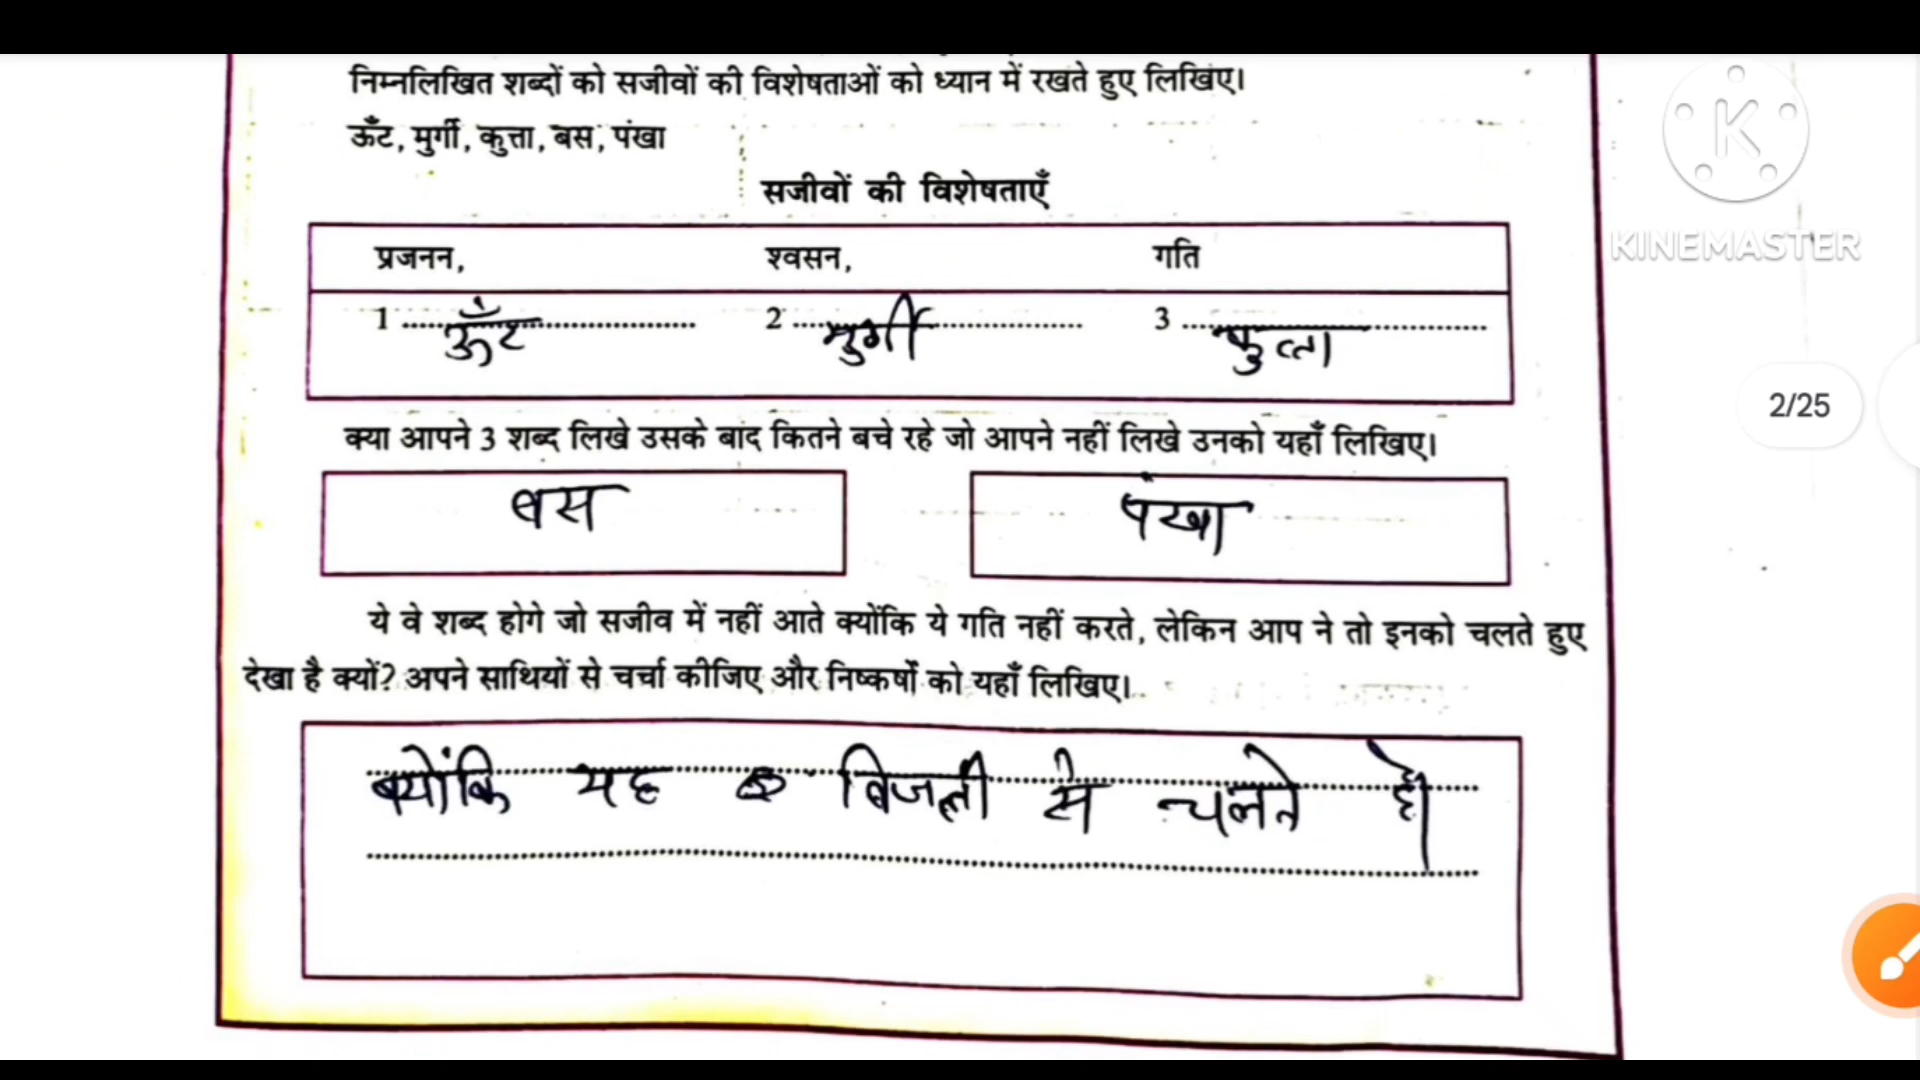 निम्नलिखित शब्दों को सजीवों की विशेषताओं को ध्यान में रखते हुए लिखिए।
ऊँट, मुर्गी, कुत्ता, बस, पंखा
सजीवों की विशेषताएँ
प्रजनन, श्वसन, गति
1 ऊँट 2 मुर्गी 3 कुत्ता
क्या आपने 3 शब्द लिखे उसके बाद कितने बचे रहे जो आपने नहीं लिखे उनको यहाँ लिखिए।
बस पंखा
ये वे शब्द होगे जो सजीव में नहीं आते क्योंकि ये गति नहीं करते, लेकिन आप ने तो इनको चलते हुए
देखा है क्यों? अपने साथियों से चर्चा कीजिए और निष्कर्षों को यहाँ लिखिए।
क्योंकि यह बिजली से चलते है।
K
KINEMASTER
2/25